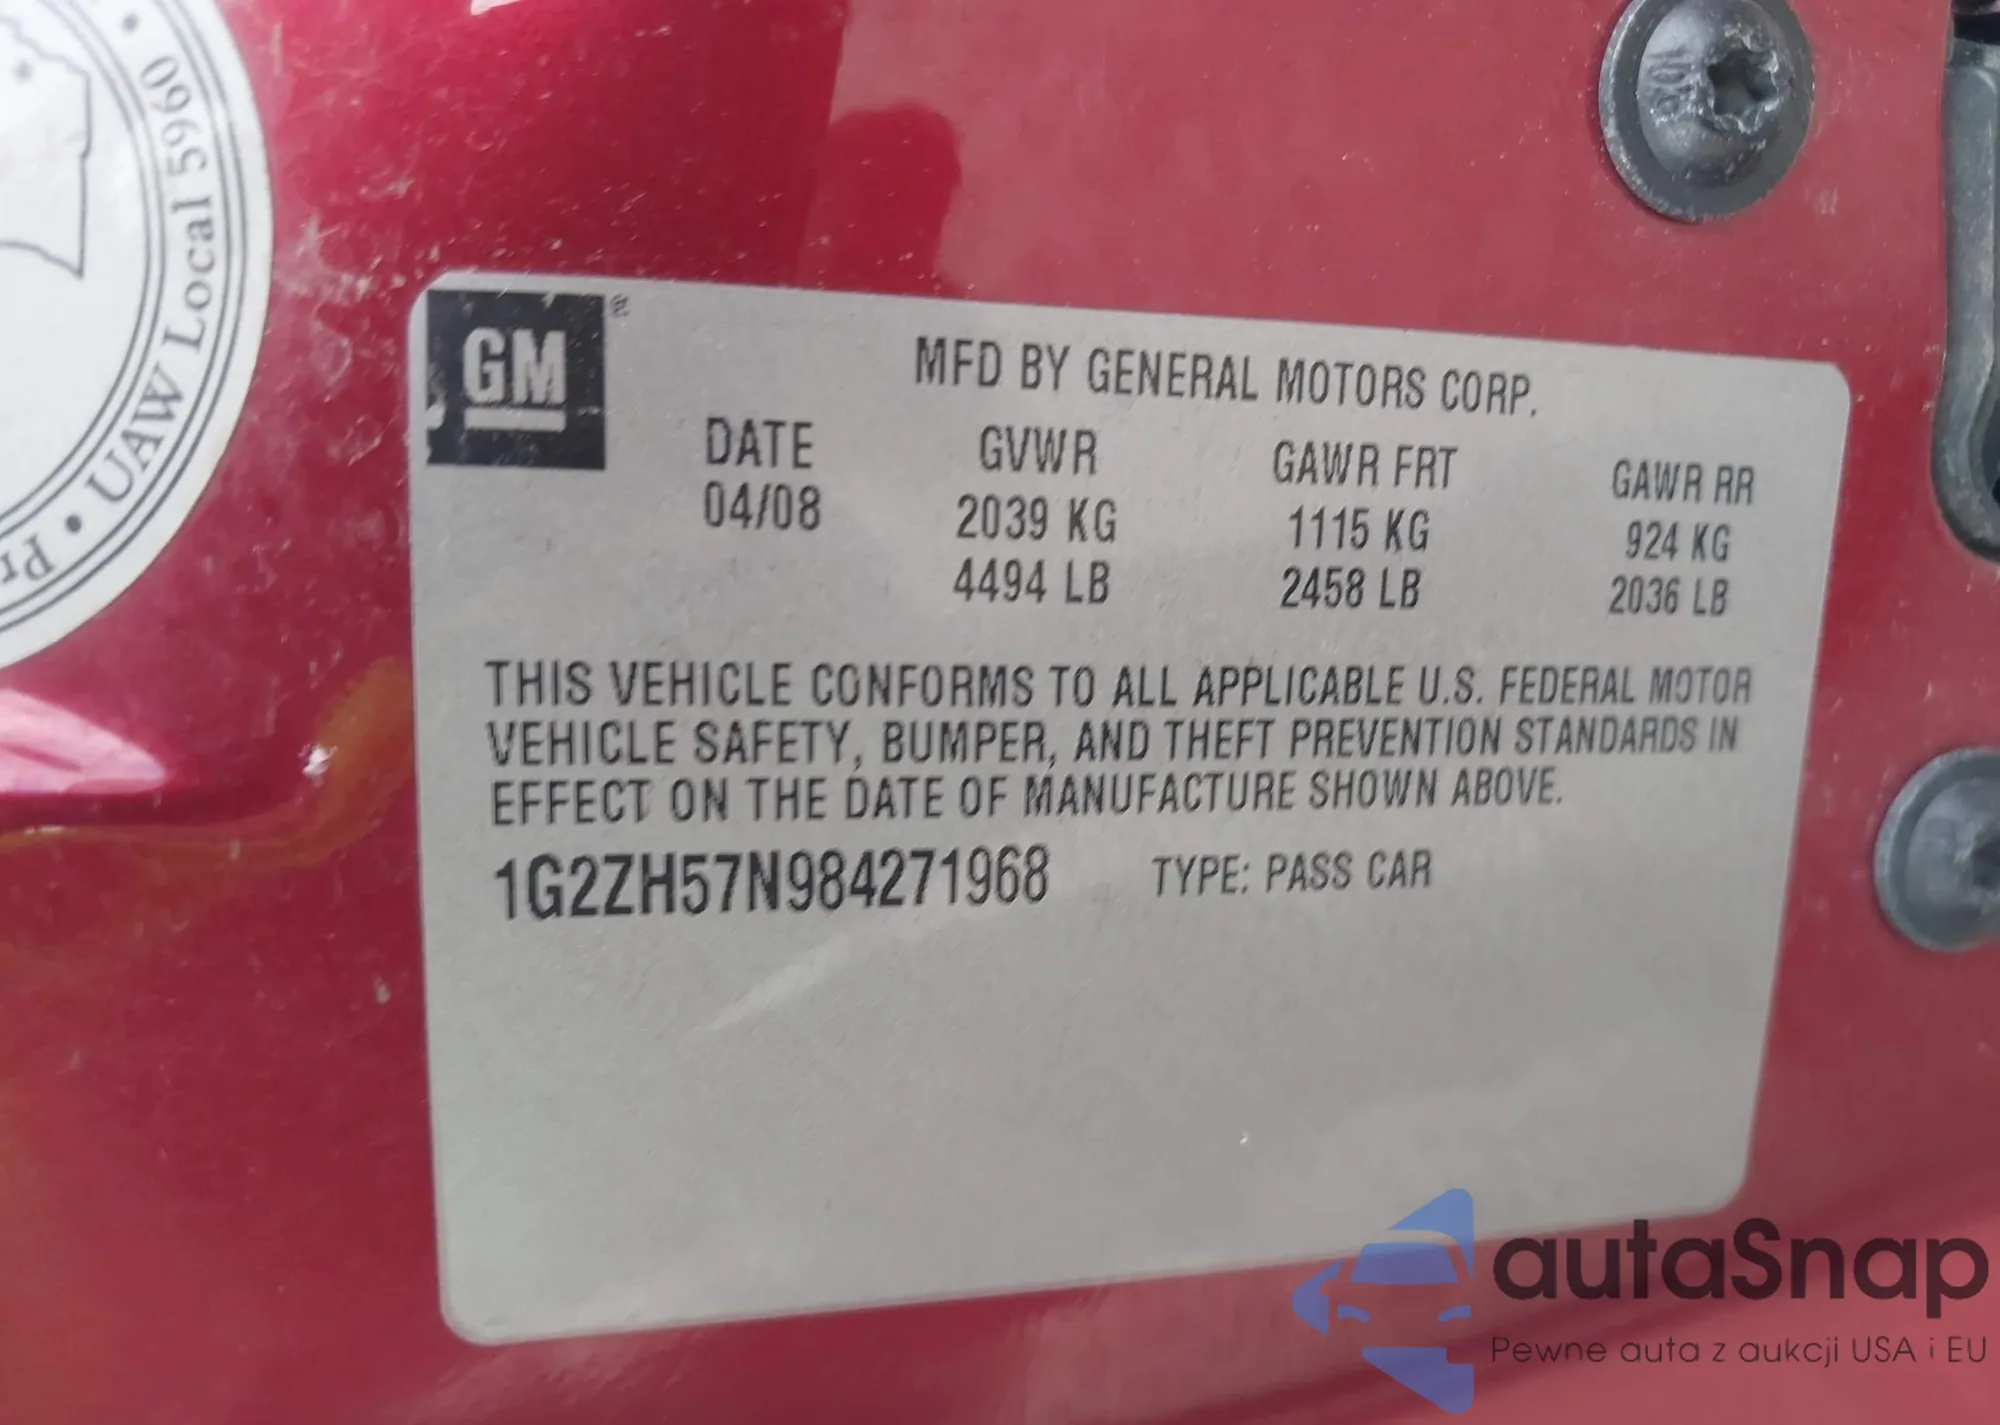 5960
UAW Local
Pr
GM
MFD BY GENERAL MOTORS CORP.
DATE GVWR GAWR FRT GAWR RR
04/08 2039 KG 1115 KG 924 KG
4494 LB 2458 LB 2036 LB
THIS VEHICLE CONFORMS TO ALL APPLICABLE U.S. FEDERAL MOTOR
VEHICLE SAFETY, BUMPER, AND THEFT PREVENTION STANDARDS IN
EFFECT ON THE DATE OF MANUFACTURE SHOWN ABOVE.
1G2ZH57N984271968 TYPE: PASS CAR
autaSnap
Pewne auta z aukcji USA i EU